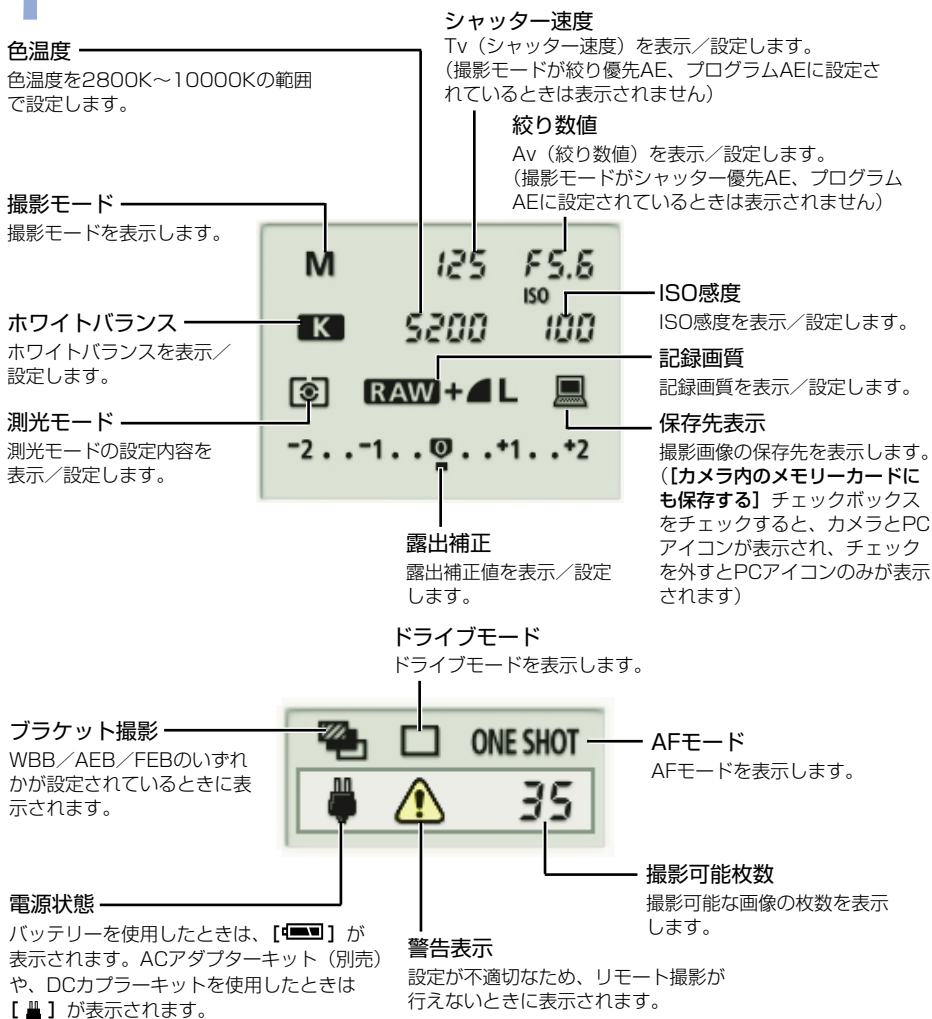 シャッター速度
Tv（シャッター速度）を表示／設定します。
（撮影モードが絞り優先AE、プログラムAEに設定さ
れているときは表示されません）
色温度
色温度を2800K～10000Kの範囲
で設定します。
絞り数値
Av（絞り数値）を表示／設定します。
（撮影モードがシャッター優先AE、プログラム
AEに設定されているときは表示されません）
撮影モード
撮影モードを表示します。
M 125 F5.6
ISO
K 5200 100
RAW+L
-2..-1..0..+1..+2
ホワイトバランス
ホワイトバランスを表示／
設定します。
測光モード
測光モードの設定内容を
表示／設定します。
ISO感度
ISO感度を表示／設定します。
記録画質
記録画質を表示／設定します。
保存先表示
撮影画像の保存先を表示します。
（［カメラ内のメモリーカードに
も保存する］チェックボックス
をチェックすると、カメラとPC
アイコンが表示され、チェック
を外すとPCアイコンのみが表示
されます）
露出補正
露出補正値を表示／設定
します。
ドライブモード
ドライブモードを表示します。
ブラケット撮影
WBB／AEB／FEBのいずれ
かが設定されているときに表
示されます。
ONE SHOT
35
AFモード
AFモードを表示します。
撮影可能枚数
撮影可能な画像の枚数を表示
します。
電源状態
バッテリーを使用したときは、［ ］が
表示されます。ACアダプターキット（別売）
や、DCカプラーキットを使用したときは
［ ］が表示されます。
警告表示
設定が不適切なため、リモート撮影が
行えないときに表示されます。